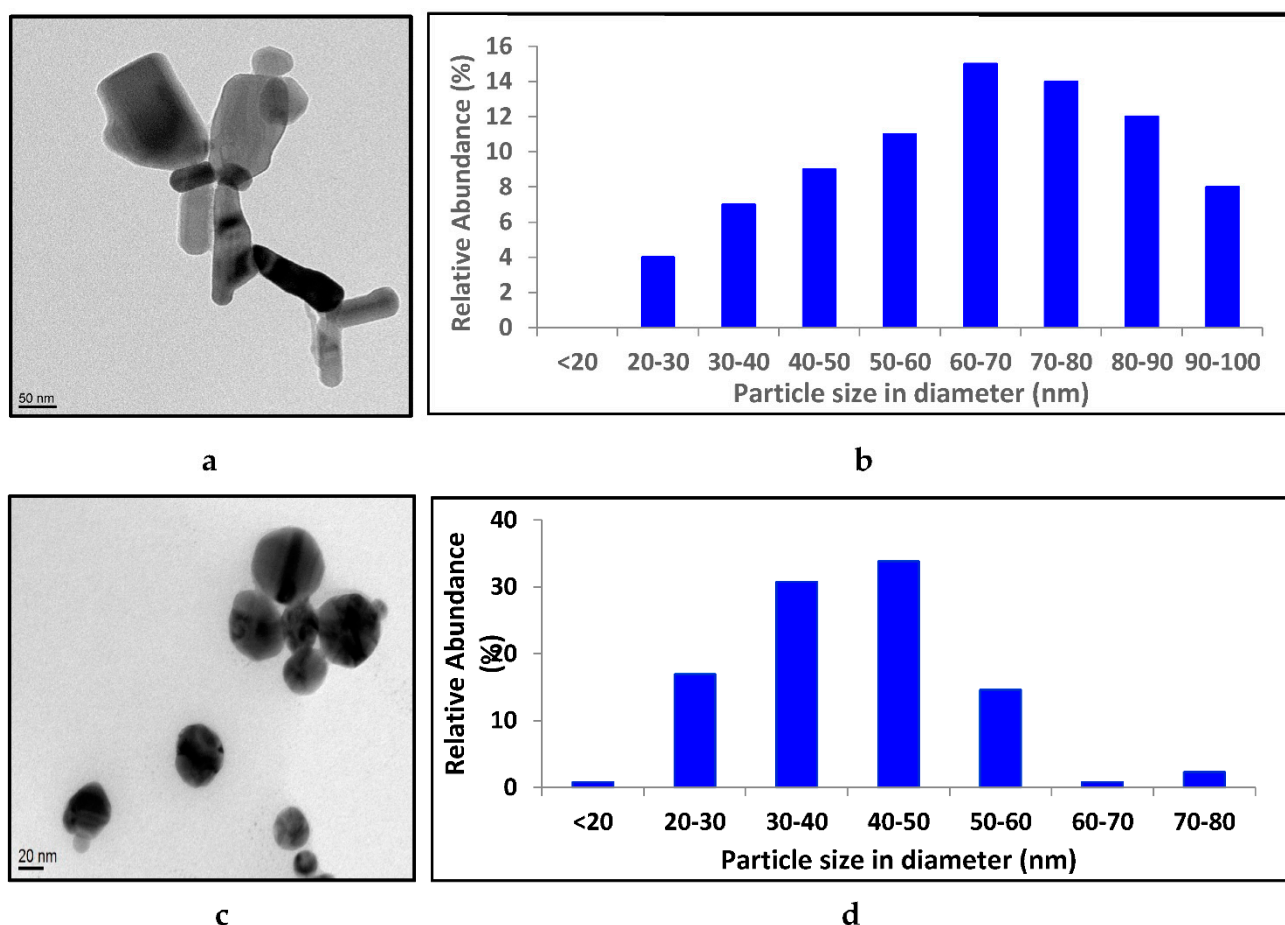 50 nm
a
16
14
12
10
8
6
4
2
0
Relative Abundance (%)
<20 20-30 30-40 40-50 50-60 60-70 70-80 80-90 90-100
Particle size in diameter (nm)
b
20 nm
c
40
30
20
10
0
Relative Abundance
(%)
<20 20-30 30-40 40-50 50-60 60-70 70-80
Particle size in diameter (nm)
d